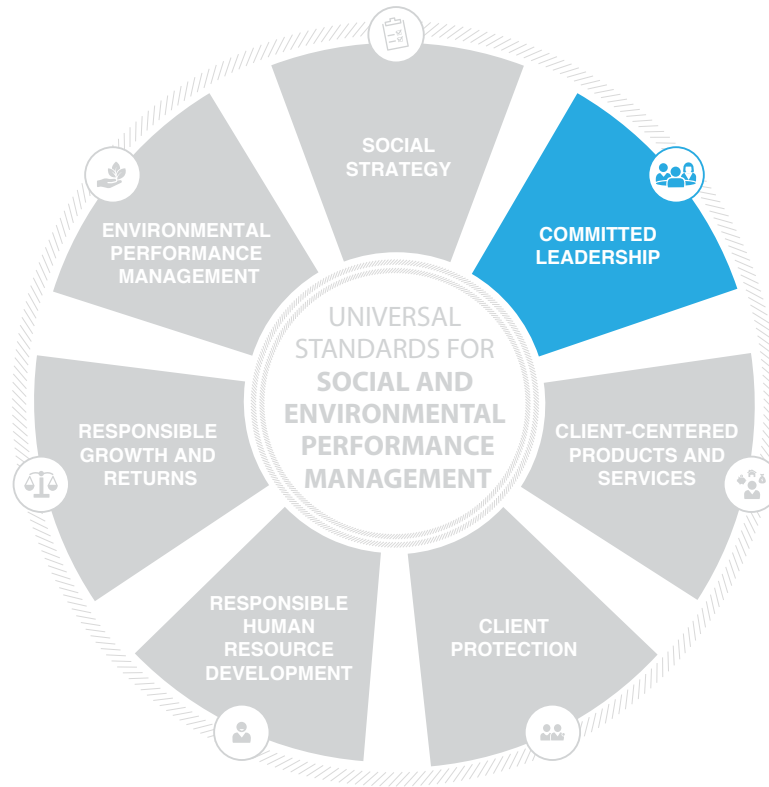 SOCIAL
STRATEGY
COMMITTED
LEADERSHIP
CLIENT-CENTERED
PRODUCTS AND
SERVICES
CLIENT
PROTECTION
RESPONSIBLE
HUMAN
RESOURCE
DEVELOPMENT
RESPONSIBLE
GROWTH AND
RETURNS
ENVIRONMENTAL
PERFORMANCE
MANAGEMENT
UNIVERSAL
STANDARDS FOR
SOCIAL AND
ENVIRONMENTAL
PERFORMANCE
MANAGEMENT